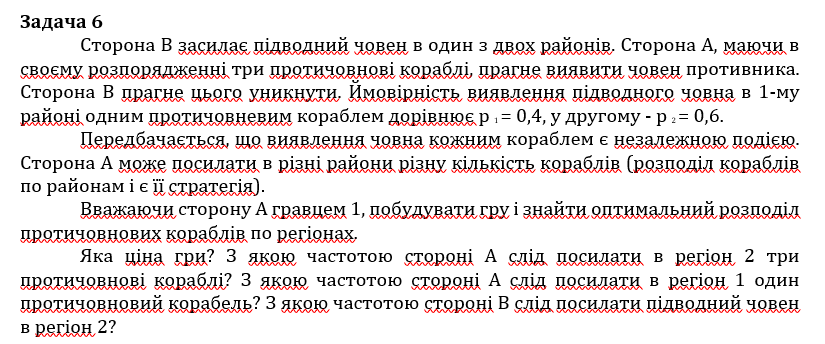 Задача 6
Сторона В засилає підводний човен в один з двох районів. Сторона А, маючи в
своєму розпорядженні три протичовнові кораблі, прагне виявити човен противника.
Сторона В прагне цього уникнути. Ймовірність виявлення підводного човна в 1-му
районі одним протичовневим кораблем дорівнює р ₁ = 0,4, у другому - р ₂ = 0,6.
Передбачається, що виявлення човна кожним кораблем є незалежною подією.
Сторона А може посилати в різні райони різну кількість кораблів (розподіл кораблів
по районам і є її стратегія).
Вважаючи сторону А гравцем 1, побудувати гру і знайти оптимальний розподіл
протичовнових кораблів по регіонах.
Яка ціна гри? З якою частотою стороні А слід посилати в регіон 2 три
протичовнові кораблі? З якою частотою стороні А слід посилати в регіон 1 один
протичовновий корабель? З якою частотою стороні В слід посилати підводний човен
в регіон 2?